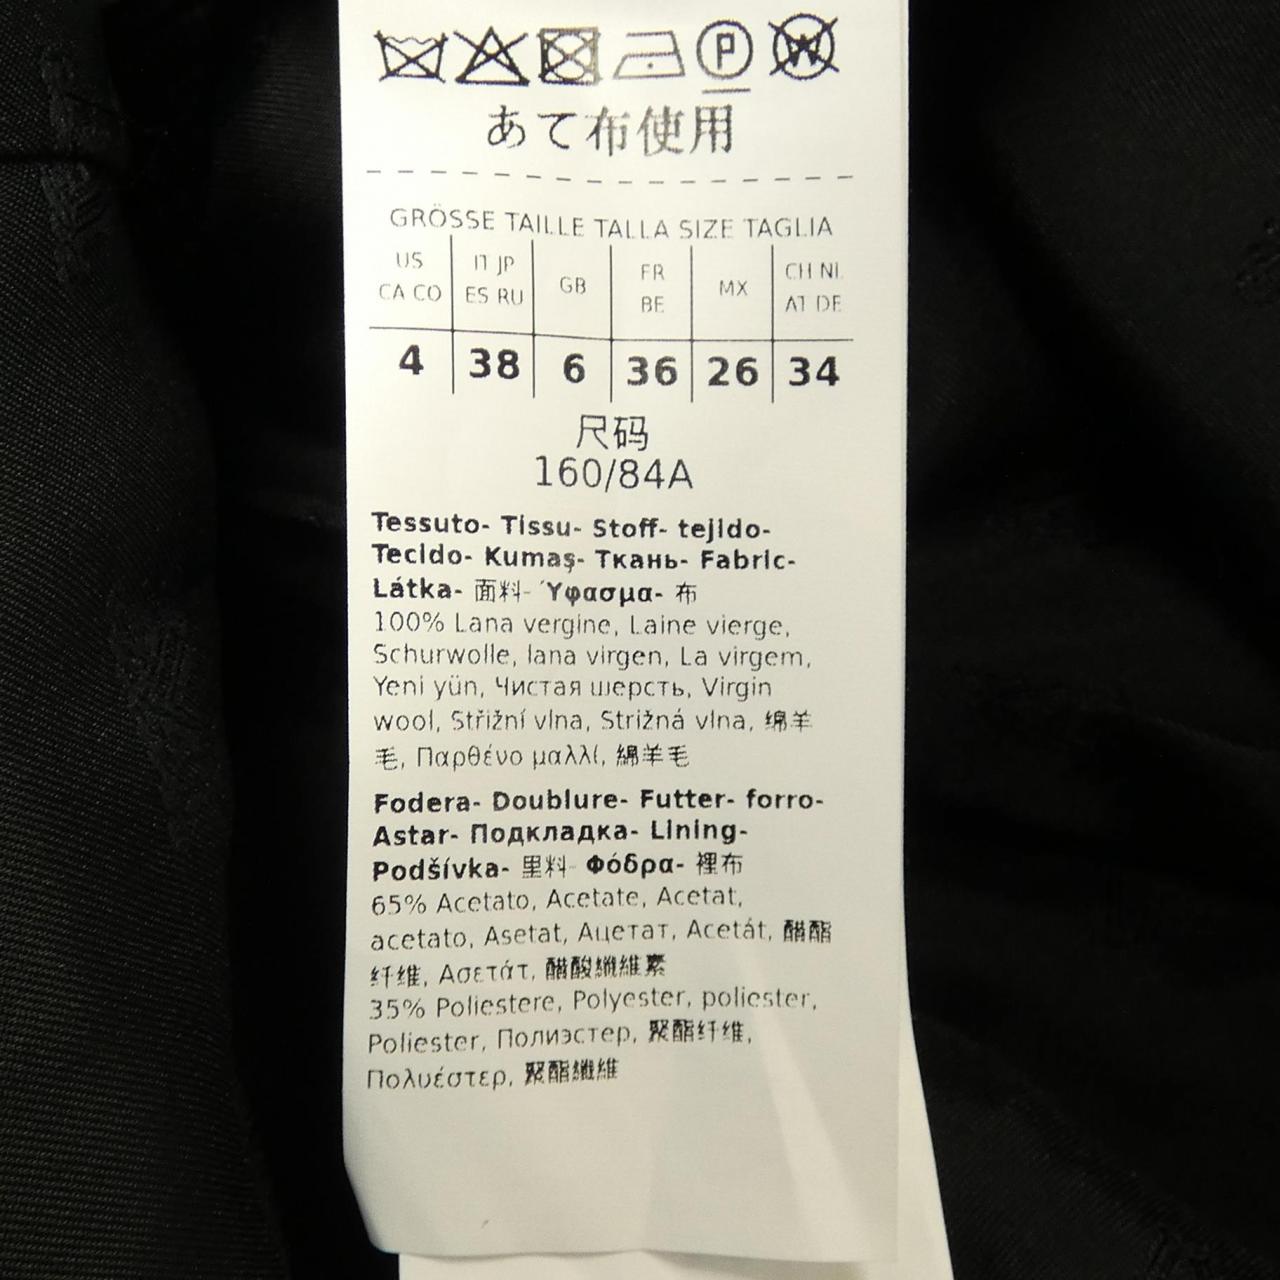 あて布使用
GRÖSSE TAILLE TALLA SIZE TAGLIA
US IT JP GB FR MX CH NL
CA CO ES RU BE AT DE
4 38 6 36 26 34
尺码
160/84A
Tessuto- Tissu- Stoff- tejido-
Tecido- Kumaş- Ткань- Fabric-
Látka- 面料- Ύφασμα- 布
100% Lana vergine, Laine vierge,
Schurwolle, lana virgen, La virgem,
Yeni yün, Чистая шерсть, Virgin
wool, Střižní vlna, Strižná vlna, 绵羊
毛, Παρθένο μαλλί, 綿羊毛
Fodera- Doublure- Futter- forro-
Astar- Подкладка- Lining-
Podšívka- 里料- Φόδρα- 裡布
65% Acetato, Acetate, Acetat,
acetato, Asetat, Ацетат, Acetát, 醋酯
纤维, Ασετάτ, 醋酸纖維素
35% Poliestere, Polyester, poliester,
Poliester, Полиэстер, 聚酯纤维,
Πολυέστερ, 聚酯纖維